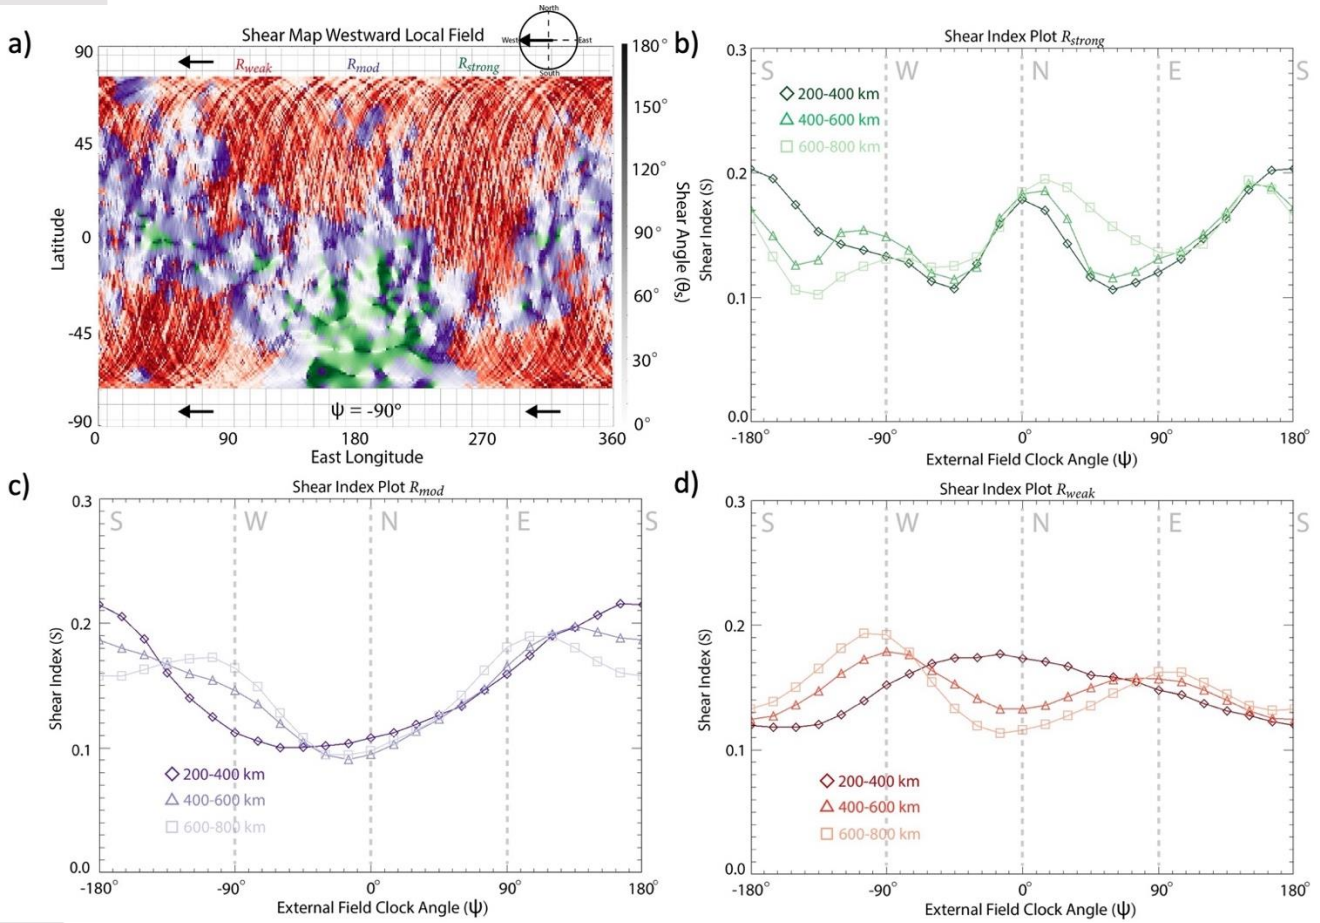 a)
Shear Map Westward Local Field
North
West
East
South
R_weak
R_mod
R_strong
90
45
0
-45
-90
Latitude
0
90
180
270
360
East Longitude
ψ = -90°
180°
150°
120°
90°
60°
30°
0°
Shear Angle (θs)
b)
Shear Index Plot R_strong
S
W
N
E
S
200-400 km
400-600 km
600-800 km
0.3
0.2
0.1
0.0
Shear Index (S)
-180°
-90°
0°
90°
180°
External Field Clock Angle (ψ)
c)
Shear Index Plot R_mod
S
W
N
E
S
200-400 km
400-600 km
600-800 km
0.3
0.2
0.1
0.0
Shear Index (S)
-180°
-90°
0°
90°
180°
External Field Clock Angle (ψ)
d)
Shear Index Plot R_weak
S
W
N
E
S
200-400 km
400-600 km
600-800 km
0.3
0.2
0.1
0.0
Shear Index (S)
-180°
-90°
0°
90°
180°
External Field Clock Angle (ψ)